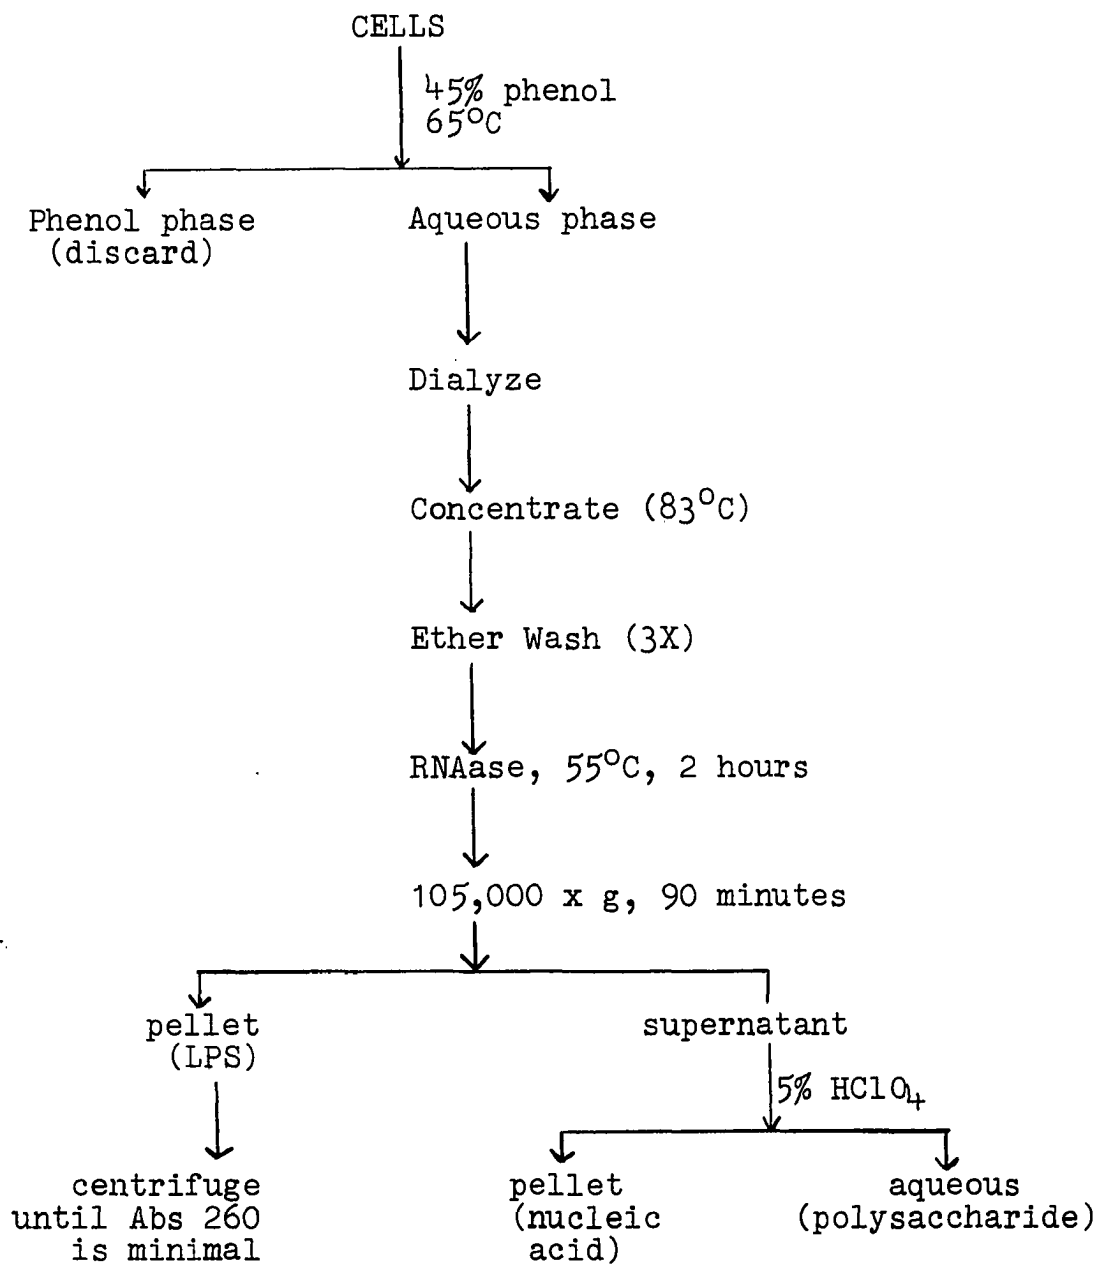 CELLS
45% phenol
65°C
Phenol phase
(discard)
Aqueous phase
Dialyze
Concentrate (83°C)
Ether Wash (3X)
RNAase, 55°C, 2 hours
105,000 x g, 90 minutes
pellet
(LPS)
supernatant
5% HClO₄
centrifuge
until Abs 260
is minimal
pellet
(nucleic
acid)
aqueous
(polysaccharide)